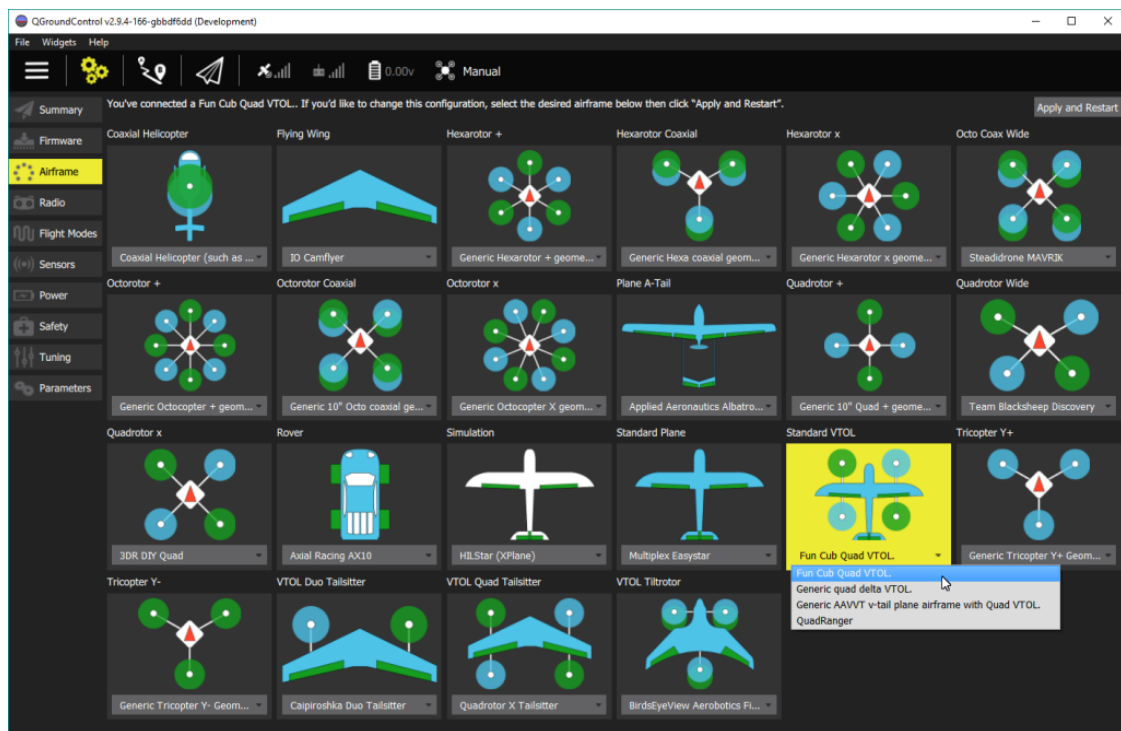 QGroundControl v2.9.4-166-gbbdf6dd (Development)
File Widgets Help
0.00v Manual
Summary
Firmware
Airframe
Radio
Flight Modes
Sensors
Power
Safety
Tuning
Parameters
You've connected a Fun Cub Quad VTOL.. If you'd like to change this configuration, select the desired airframe below then click “Apply and Restart”.
Apply and Restart
Coaxial Helicopter Flying Wing Hexarotor + Hexarotor Coaxial Hexarotor x Octo Coax Wide
Coaxial Helicopter (such as ... IO Camflyer Generic Hexarotor + geome... Generic Hexa coaxial geom... Generic Hexarotor x geome... Steadidrone MAVRIK
Octorotor + Octorotor Coaxial Octorotor x Plane A-Tail Quadrotor + Quadrotor Wide
Generic Octocopter + geom... Generic 10" Octo coaxial ge... Generic Octocopter X geom... Applied Aeronautics Albatro... Generic 10" Quad + geome... Team Blacksheep Discovery
Quadrotor x Rover Simulation Standard Plane Standard VTOL Tricopter Y+
3DR DIY Quad Axial Racing AX10 HILStar (XPlane) Multiplex Easystar Fun Cub Quad VTOL. Generic Tricopter Y+ Geom...
Fun Cub Quad VTOL.
Generic quad delta VTOL.
Generic AAVVT v-tail plane airframe with Quad VTOL.
QuadRanger
Tricopter Y- VTOL Duo Tailsitter VTOL Quad Tailsitter VTOL Tiltrotor
Generic Tricopter Y- Geom... Caipiroshka Duo Tailsitter Quadrotor X Tailsitter BirdsEyeView Aerobotics Fi...